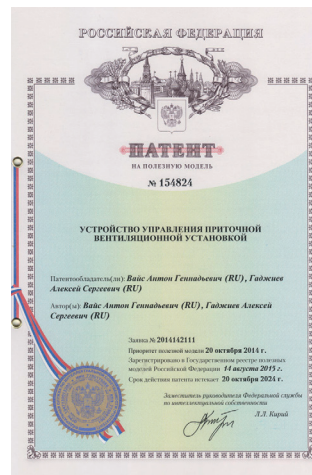 РОССИЙСКАЯ ФЕДЕРАЦИЯ
ПАТЕНТ
НА ПОЛЕЗНУЮ МОДЕЛЬ
№ 154824
УСТРОЙСТВО УПРАВЛЕНИЯ ПРИТОЧНОЙ
ВЕНТИЛЯЦИОННОЙ УСТАНОВКОЙ
Патентообладатель(ли): Вайс Антон Геннадьевич (RU), Гаджиев
Алексей Сергеевич (RU)
Автор(ы): Вайс Антон Геннадьевич (RU), Гаджиев Алексей
Сергеевич (RU)
Заявка № 2014142111
Приоритет полезной модели 20 октября 2014 г.
Зарегистрировано в Государственном реестре полезных
моделей Российской Федерации 14 августа 2015 г.
Срок действия патента истекает 20 октября 2024 г.
Заместитель руководителя Федеральной службы
по интеллектуальной собственности
Л.Л. Кирий